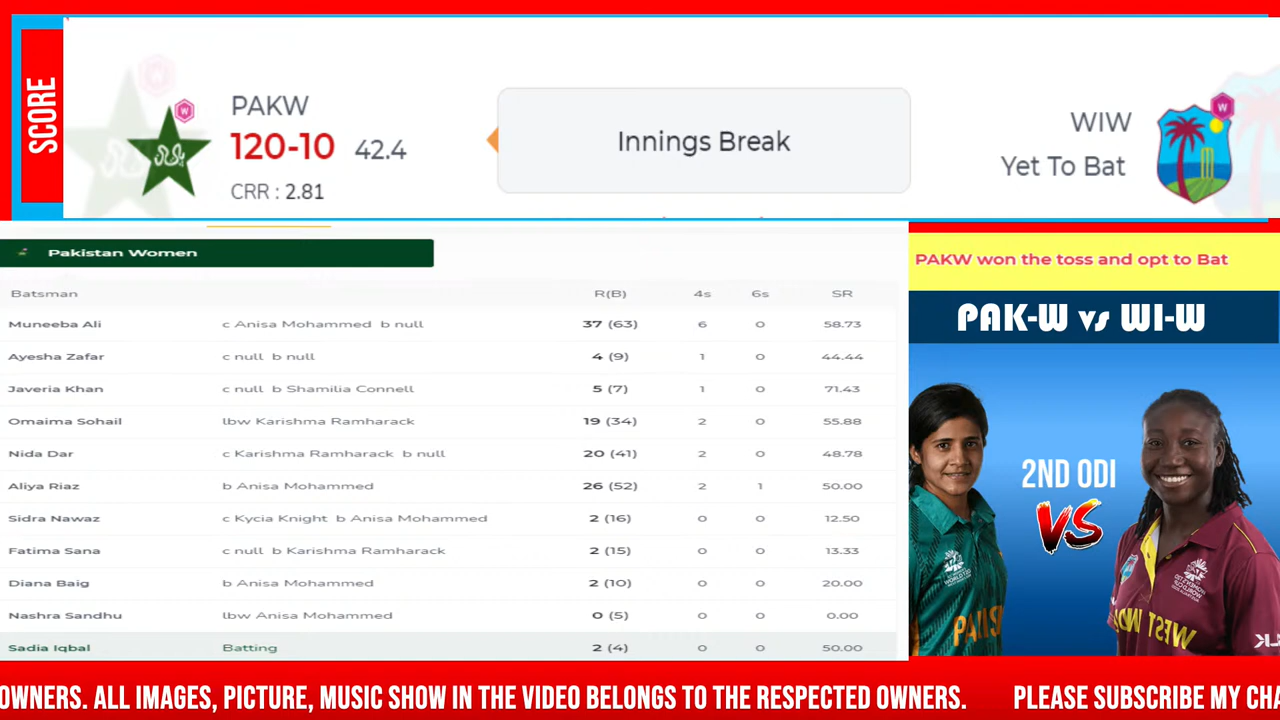 SCORE
PAKW
120-10 42.4
CRR : 2.81
Innings Break
WIW
Yet To Bat
Pakistan Women
Batsman R(B) 4s 6s SR
Muneeba Ali c Anisa Mohammed b null 37 (63) 6 0 58.73
Ayesha Zafar c null b null 4 (9) 1 0 44.44
Javeria Khan c null b Shamilia Connell 5 (7) 1 0 71.43
Omaima Sohail lbw Karishma Ramharack 19 (34) 2 0 55.88
Nida Dar c Karishma Ramharack b null 20 (41) 2 0 48.78
Aliya Riaz b Anisa Mohammed 26 (52) 2 1 50.00
Sidra Nawaz c Kycia Knight b Anisa Mohammed 2 (16) 0 0 12.50
Fatima Sana c null b Karishma Ramharack 2 (15) 0 0 13.33
Diana Baig b Anisa Mohammed 2 (10) 0 0 20.00
Nashra Sandhu lbw Anisa Mohammed 0 (5) 0 0 0.00
Sadia Iqbal Batting 2 (4) 0 0 50.00
PAKW won the toss and opt to Bat
PAK-W vs WI-W
2ND ODI
VS
OWNERS. ALL IMAGES, PICTURE, MUSIC SHOW IN THE VIDEO BELONGS TO THE RESPECTED OWNERS. PLEASE SUBSCRIBE MY CHA